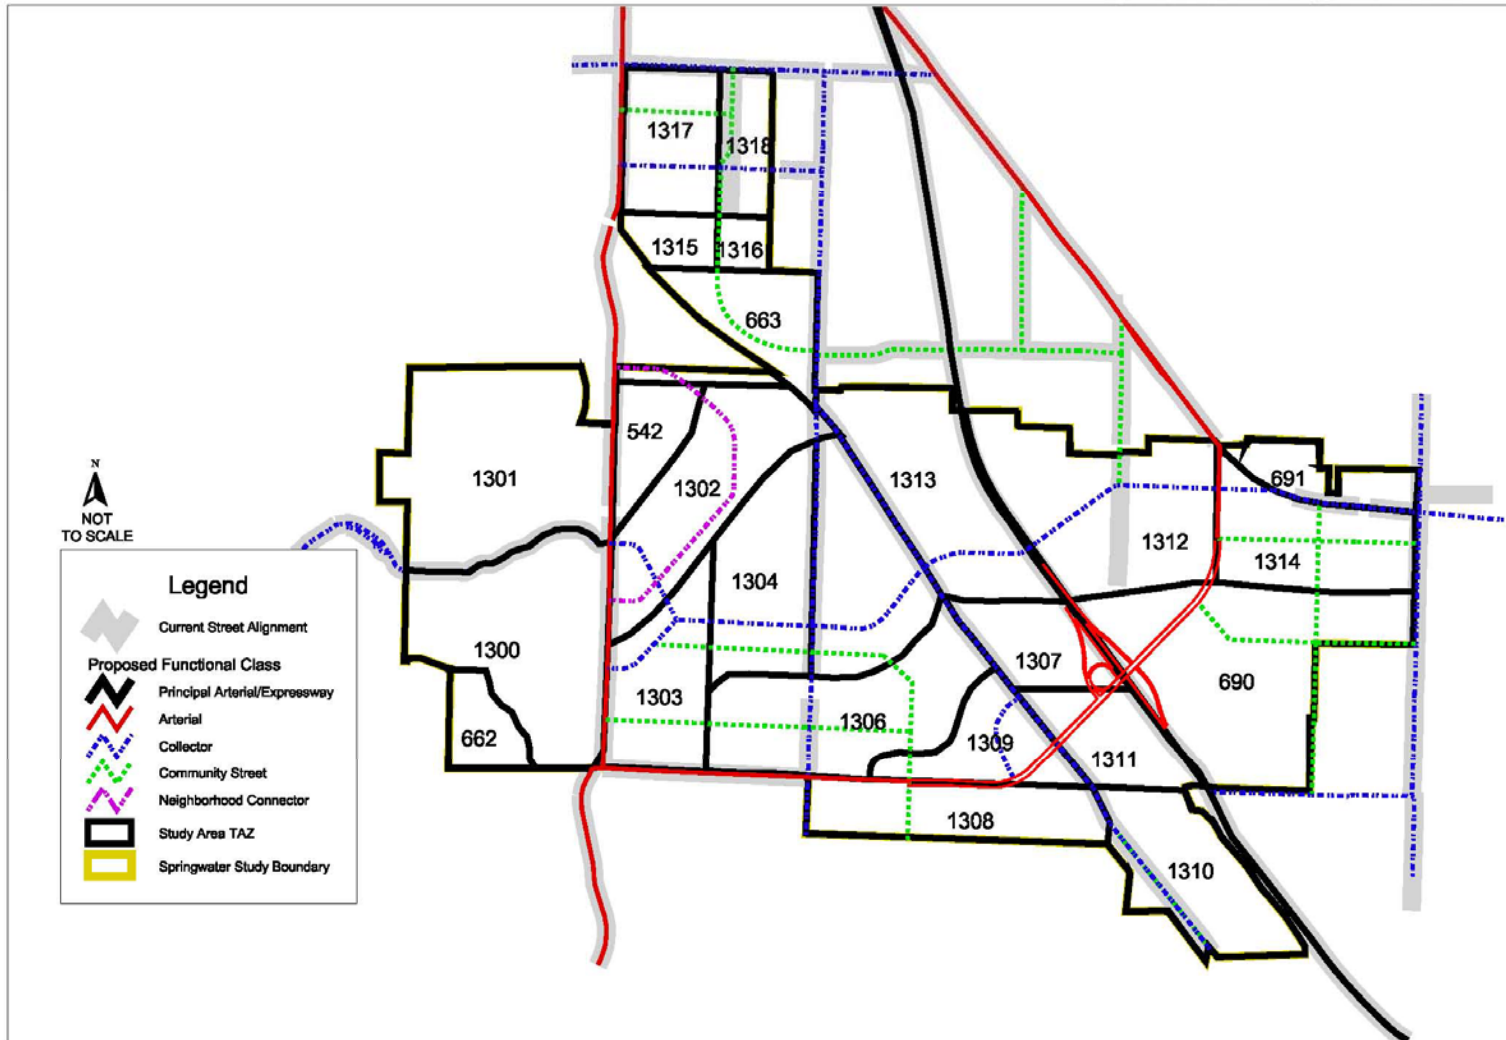 1317
1318
1315
1316
663
542
1301
1302
1313
691
N
NOT
TO SCALE
1312
1314
1304
1300
1307
690
1303
1306
662
1309
1311
1308
1310
Legend
Current Street Alignment
Proposed Functional Class
Principal Arterial/Expressway
Arterial
Collector
Community Street
Neighborhood Connector
Study Area TAZ
Springwater Study Boundary